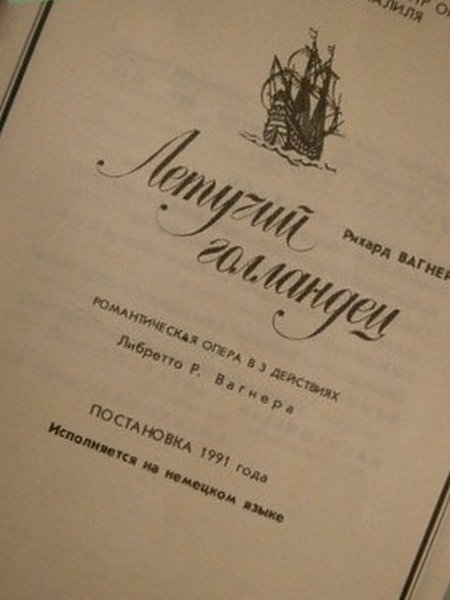 Рихард ВАГНЕР
Летучий
голландец
РОМАНТИЧЕСКАЯ ОПЕРА В 3 ДЕЙСТВИЯХ
Либретто Р. Вагнера
ПОСТАНОВКА 1991 года
Исполняется на немецком языке